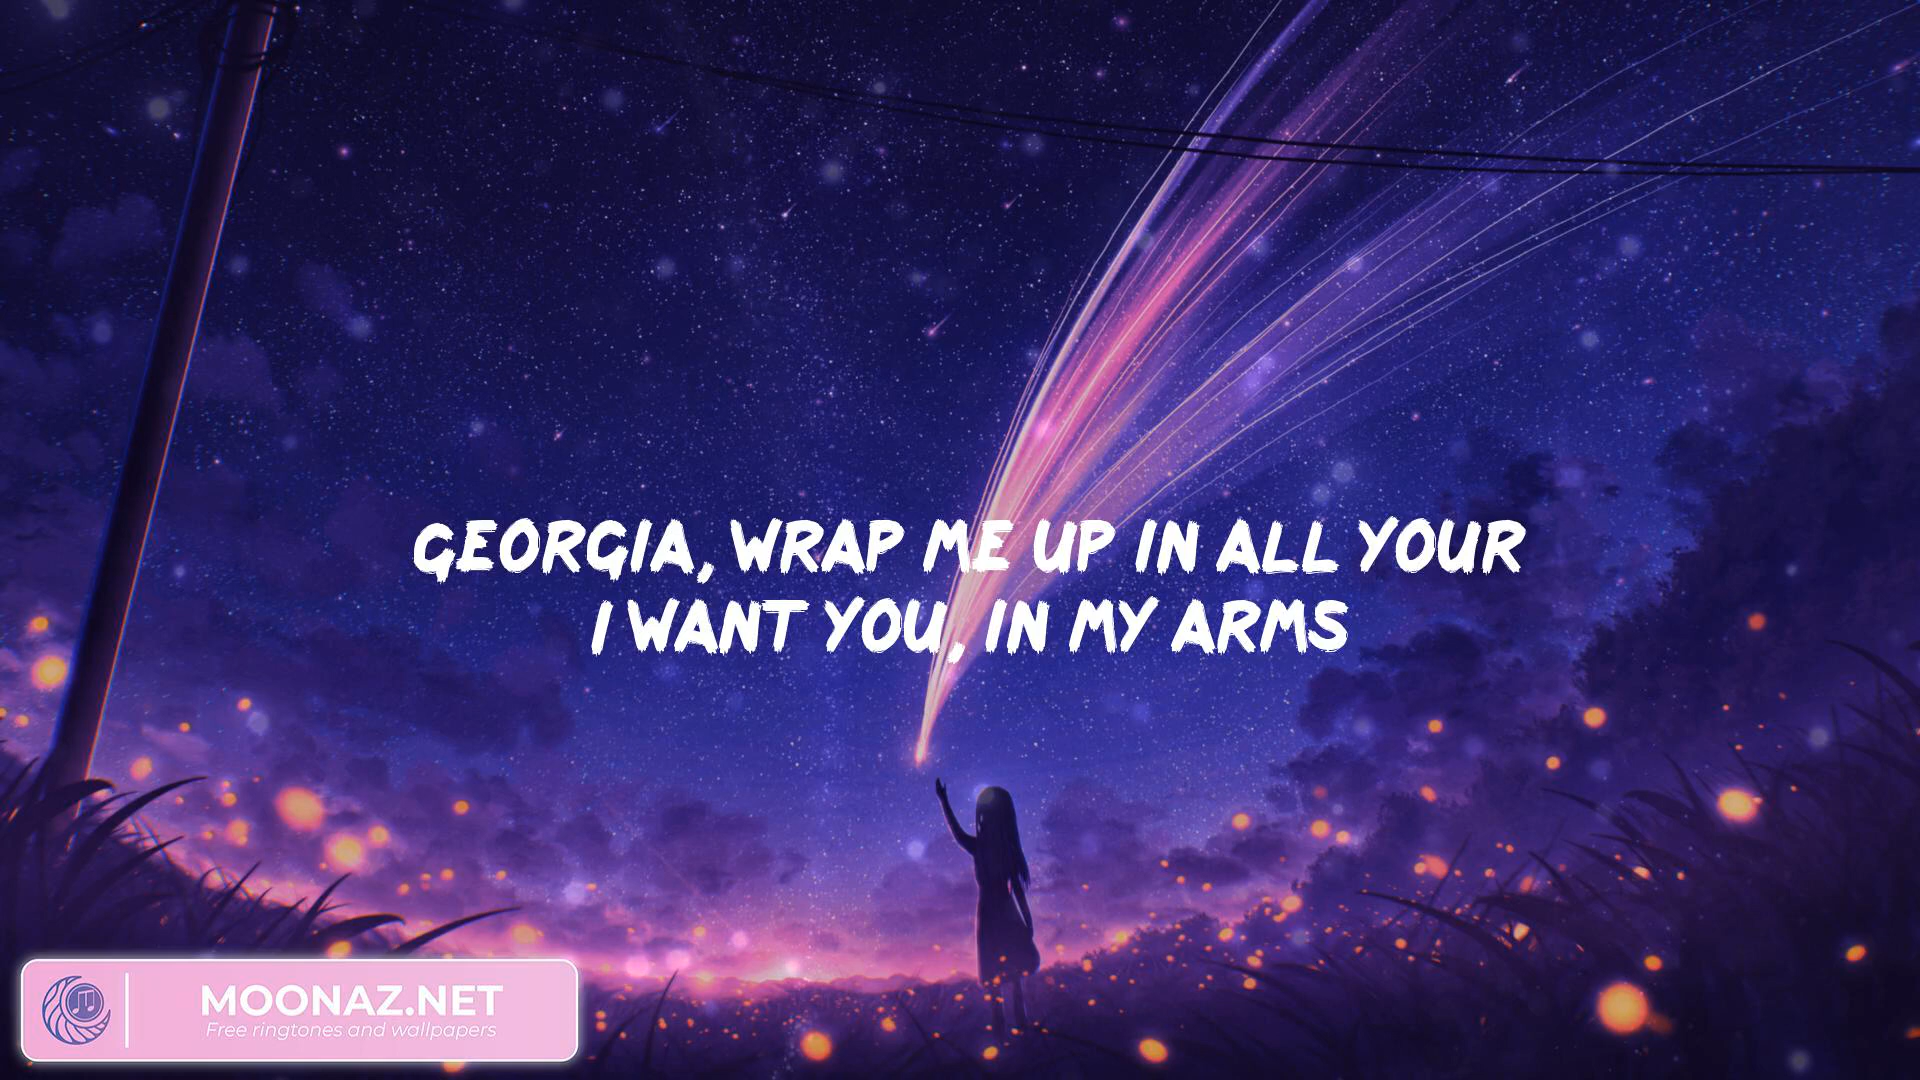 GEORGIA, WRAP ME UP IN ALL YOUR
I WANT YOU, IN MY ARMS
MOONAZ.NET
Free ringtones and wallpapers